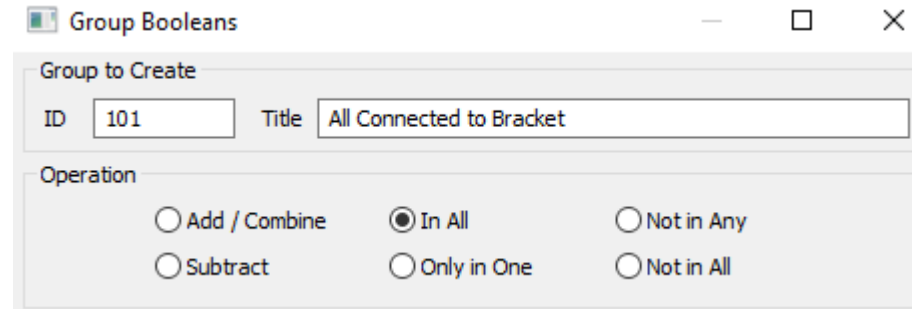 Group Booleans
Group to Create
ID 101 Title All Connected to Bracket
Operation
Add / Combine In All Not in Any
Subtract Only in One Not in All